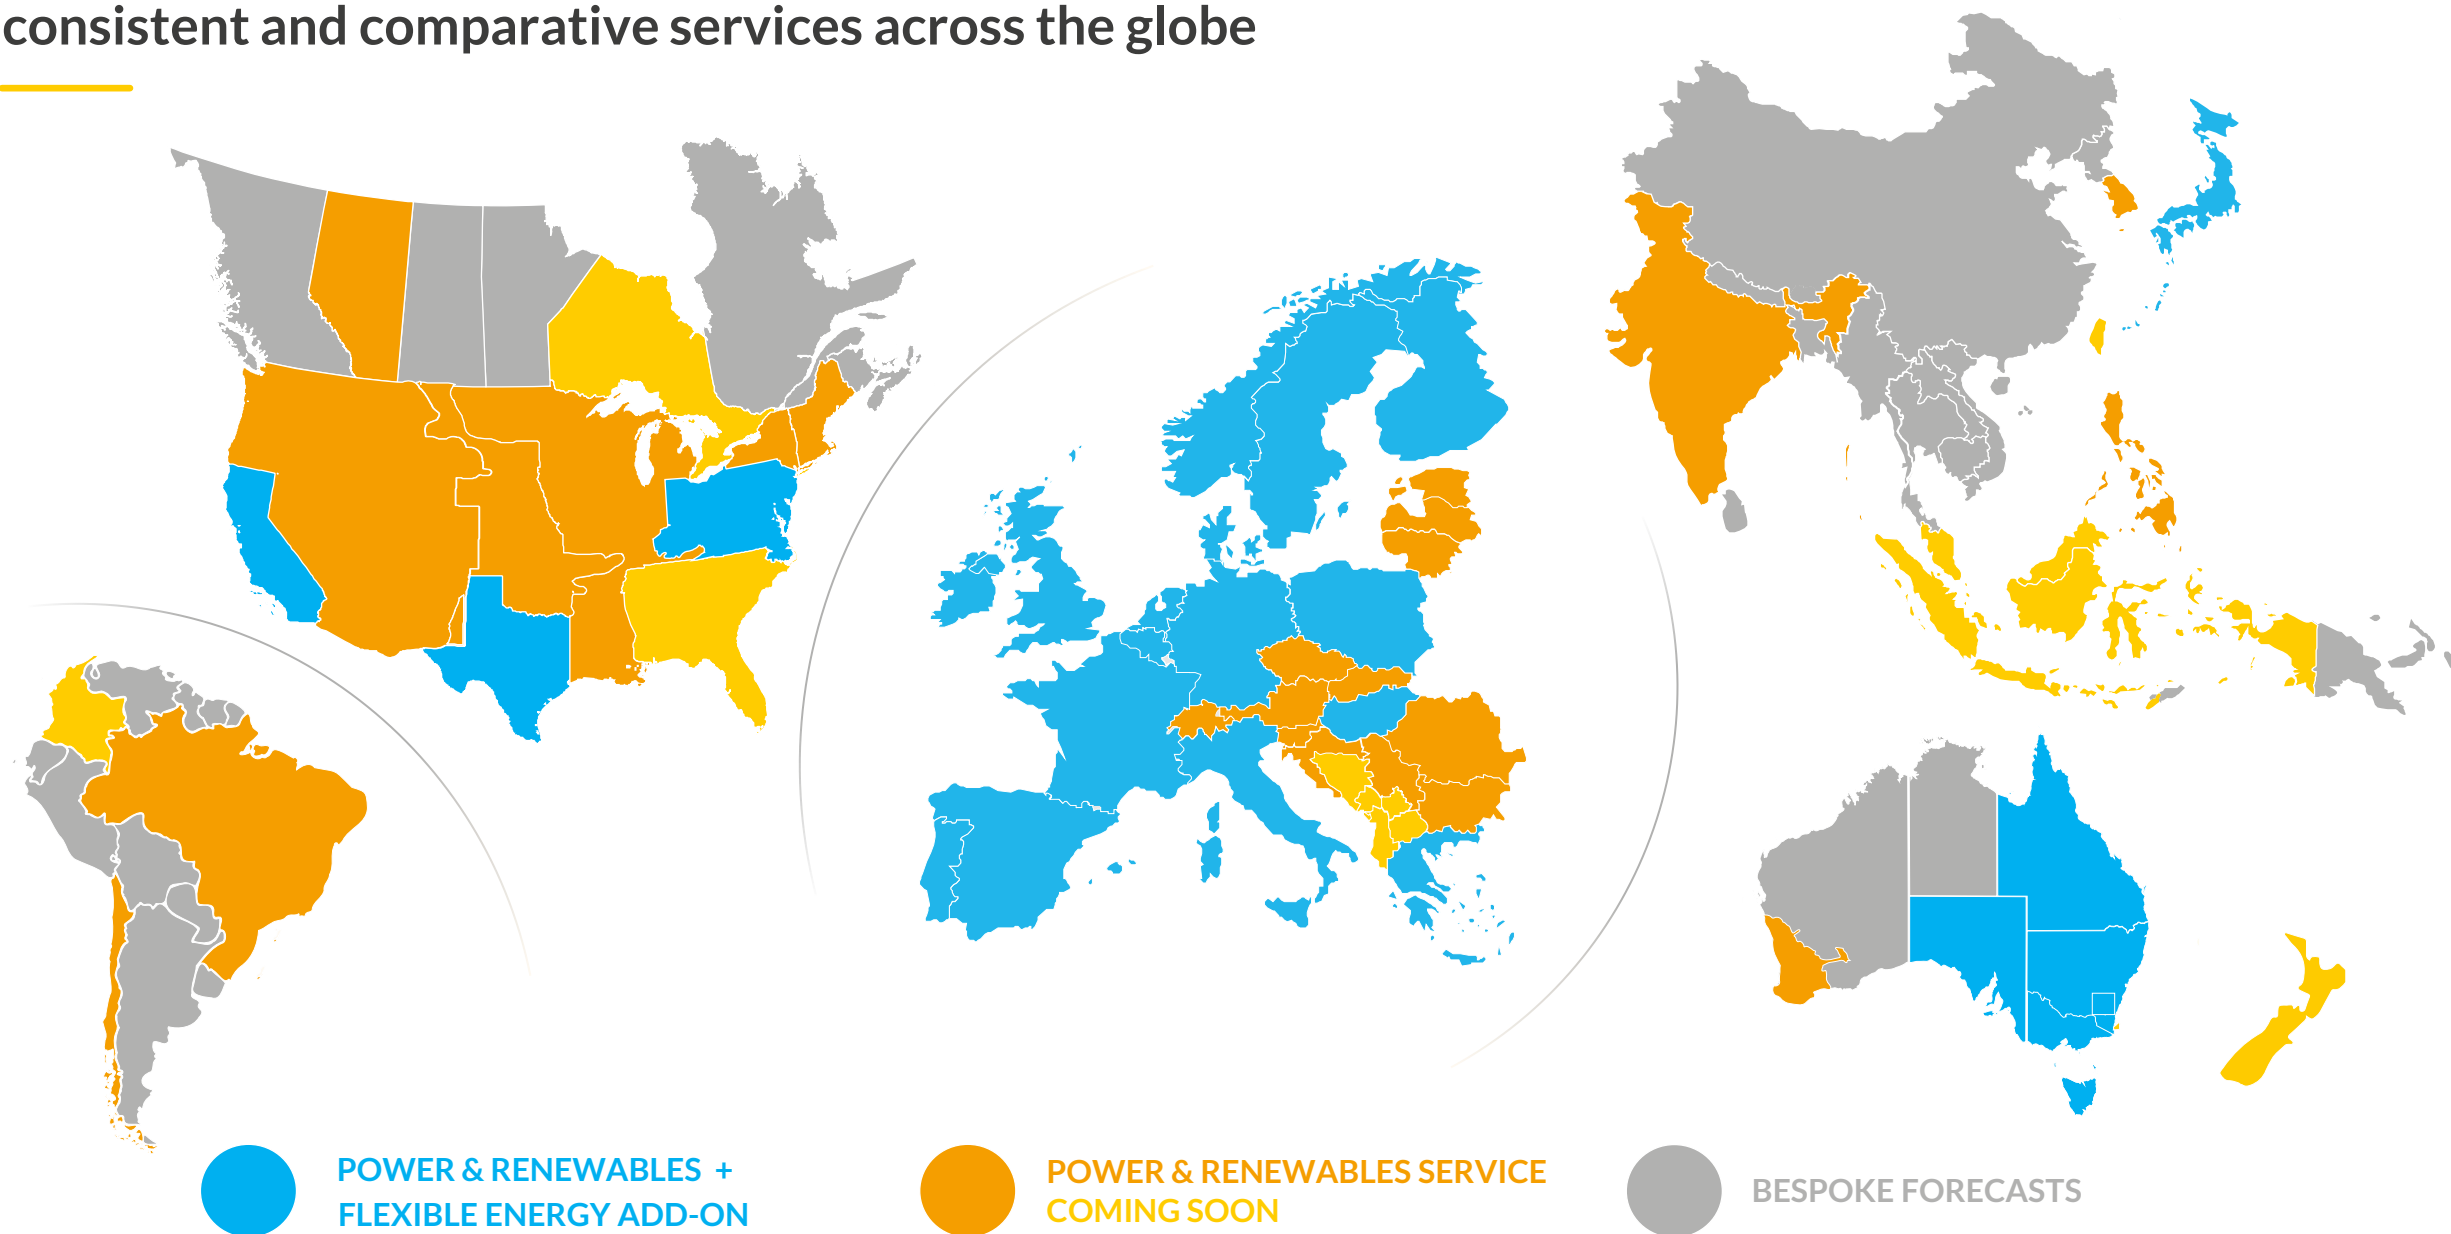 consistent and comparative services across the globe
POWER & RENEWABLES +
FLEXIBLE ENERGY ADD-ON
POWER & RENEWABLES SERVICE
COMING SOON
BESPOKE FORECASTS